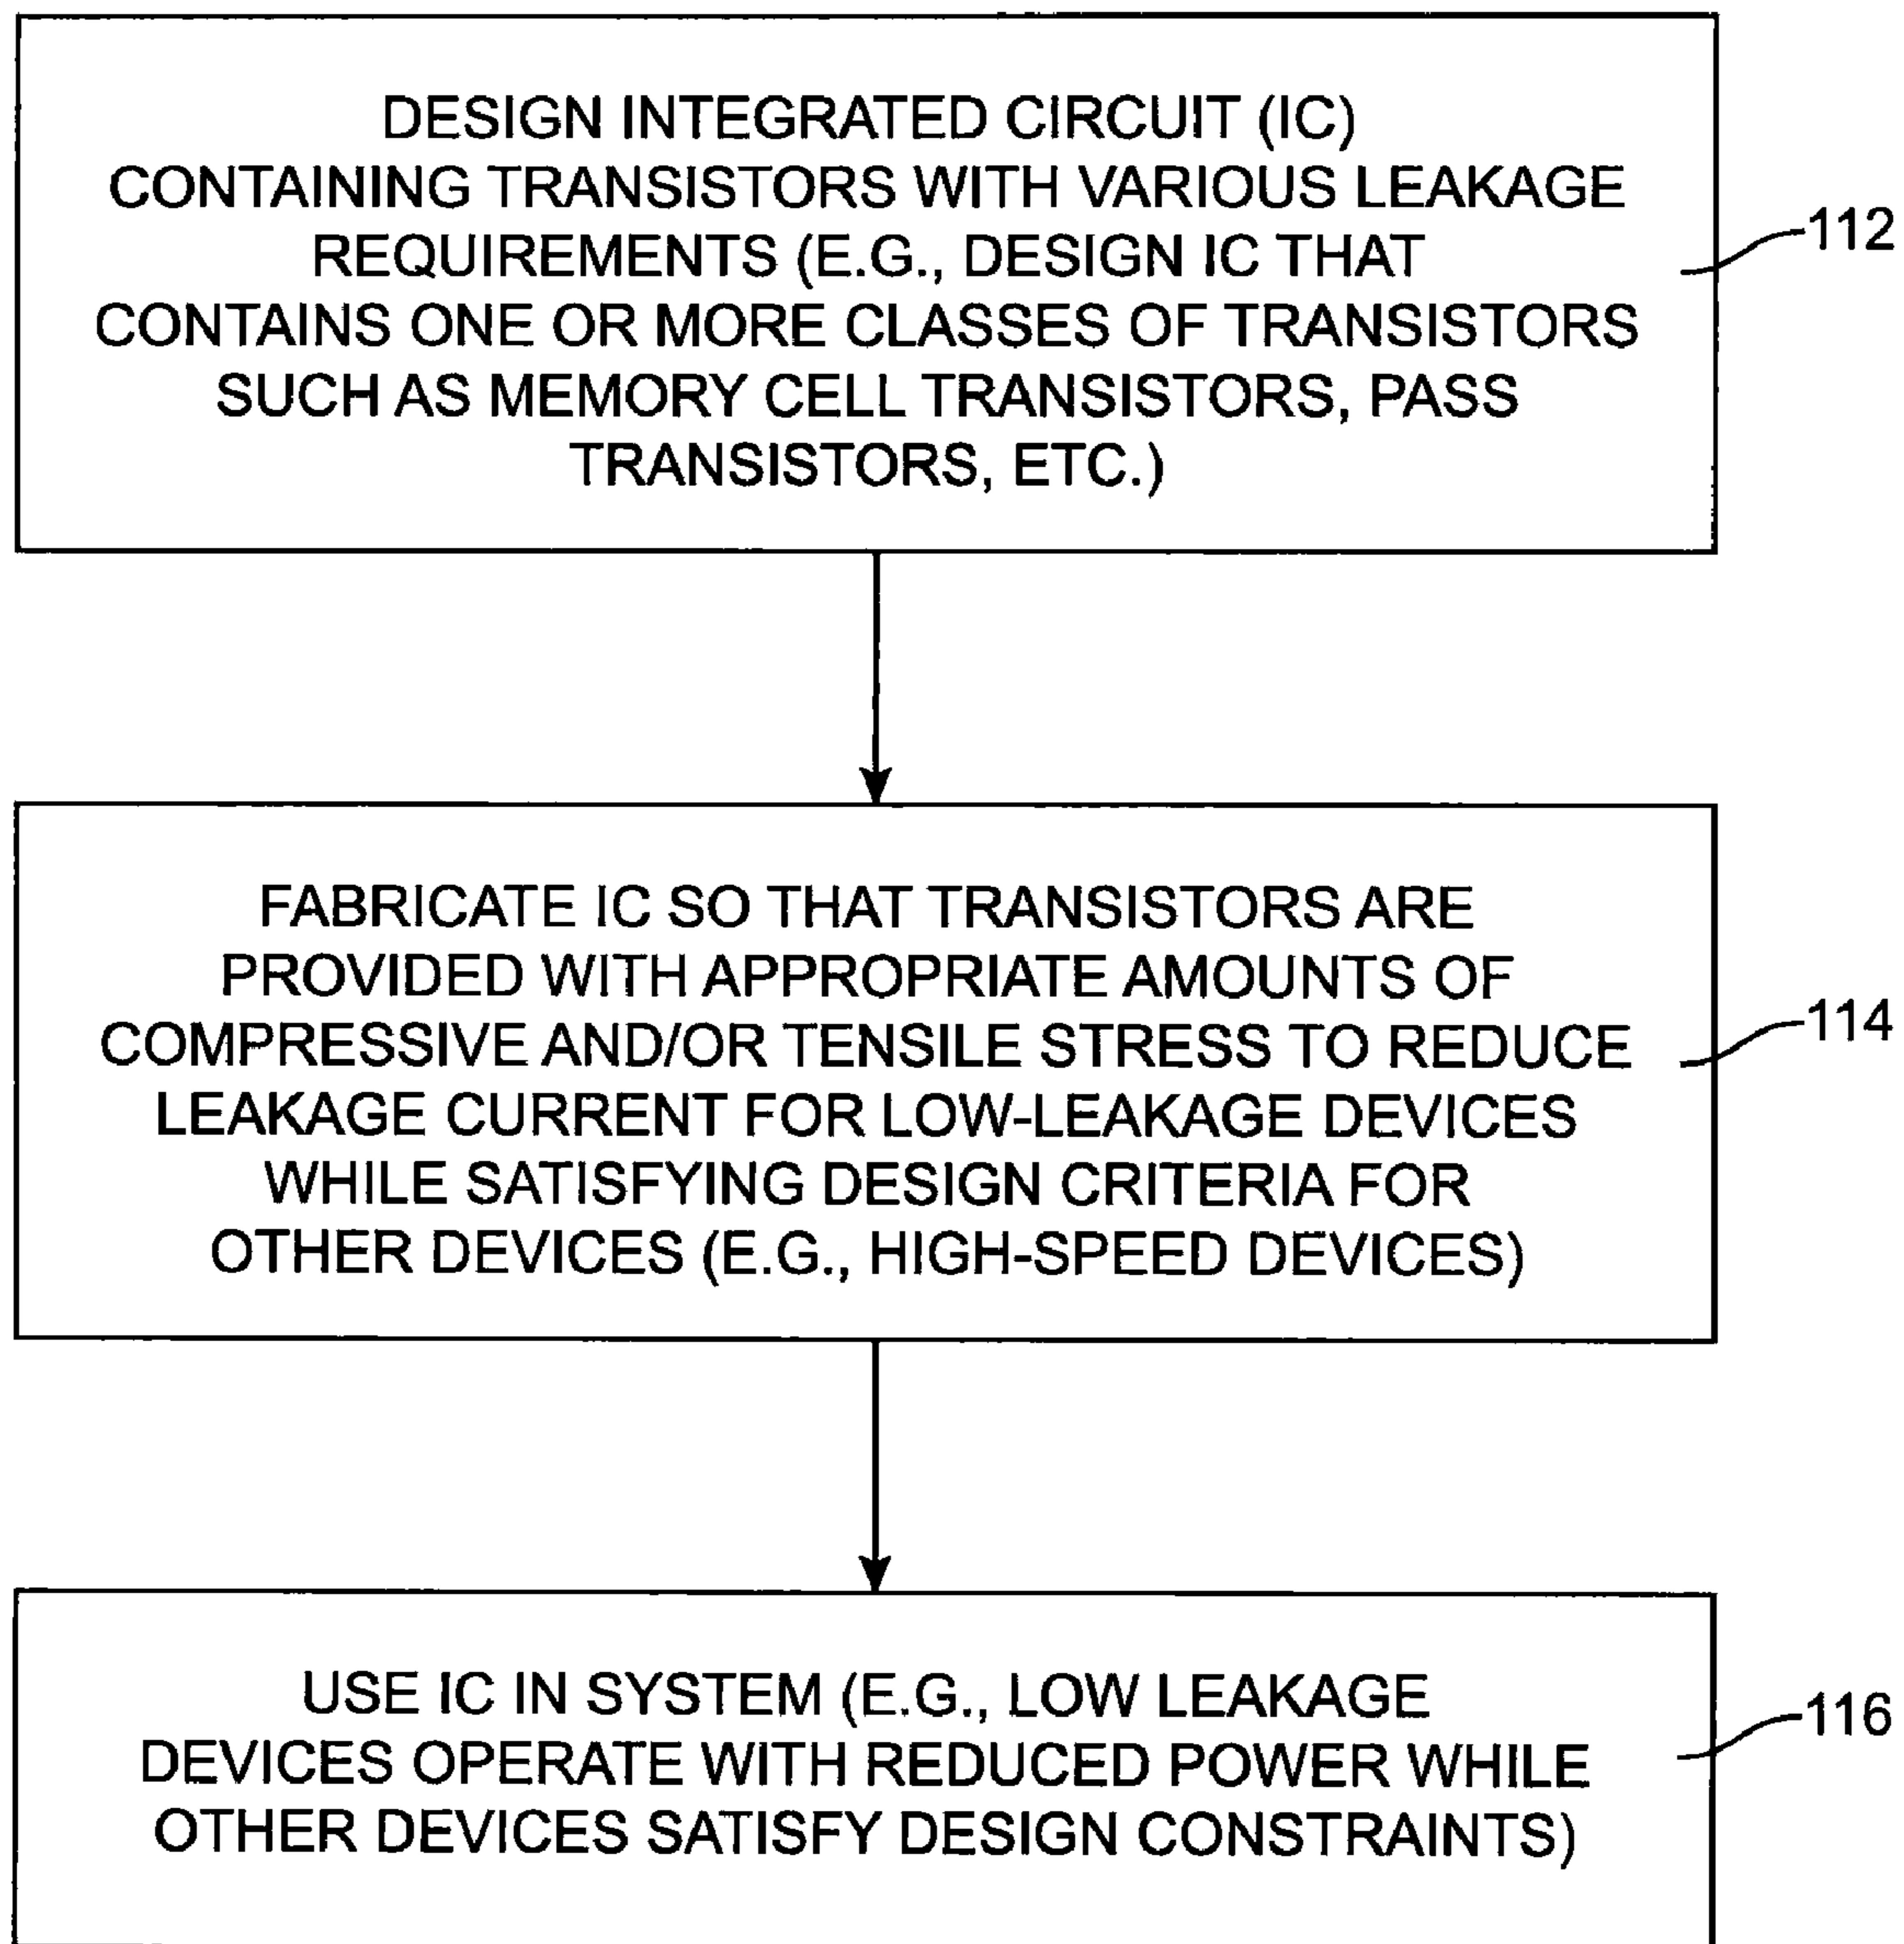 DESIGN INTEGRATED CIRCUIT (IC)
CONTAINING TRANSISTORS WITH VARIOUS LEAKAGE
REQUIREMENTS (E.G., DESIGN IC THAT
CONTAINS ONE OR MORE CLASSES OF TRANSISTORS
SUCH AS MEMORY CELL TRANSISTORS, PASS
TRANSISTORS, ETC.)
112
FABRICATE IC SO THAT TRANSISTORS ARE
PROVIDED WITH APPROPRIATE AMOUNTS OF
COMPRESSIVE AND/OR TENSILE STRESS TO REDUCE
LEAKAGE CURRENT FOR LOW-LEAKAGE DEVICES
WHILE SATISFYING DESIGN CRITERIA FOR
OTHER DEVICES (E.G., HIGH-SPEED DEVICES)
114
USE IC IN SYSTEM (E.G., LOW LEAKAGE
DEVICES OPERATE WITH REDUCED POWER WHILE
OTHER DEVICES SATISFY DESIGN CONSTRAINTS)
116